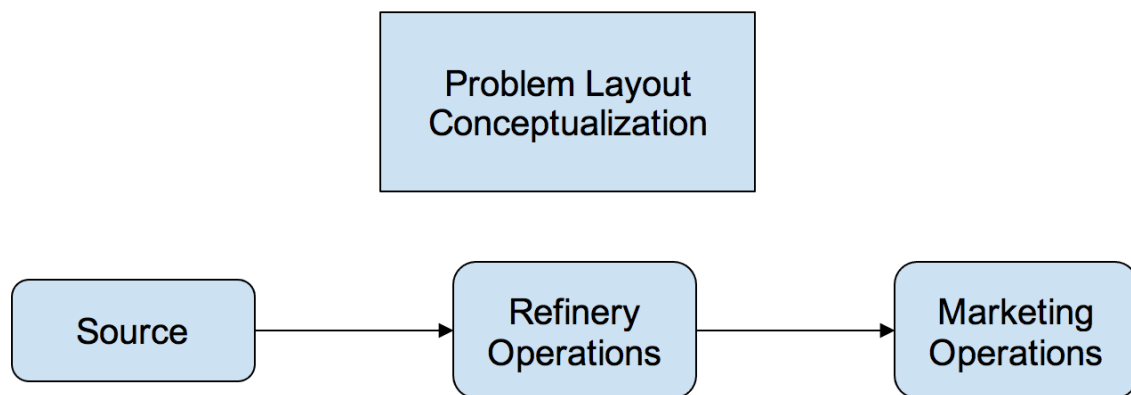 Problem Layout
Conceptualization
Source
Refinery
Operations
Marketing
Operations